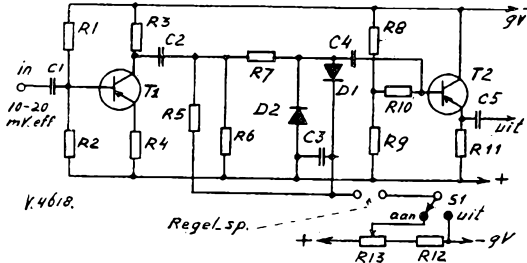 R1
R3
C2
R8
-9V
C4
C1
in
R7
D1
T2
T1
R10
C5
10-20
mV.eff
R5
D2
uit
R2
R4
R6
C3
R9
R11
+
V.4618.
S1
aan
uit
Regel_sp.
+
-9V
R13
R12